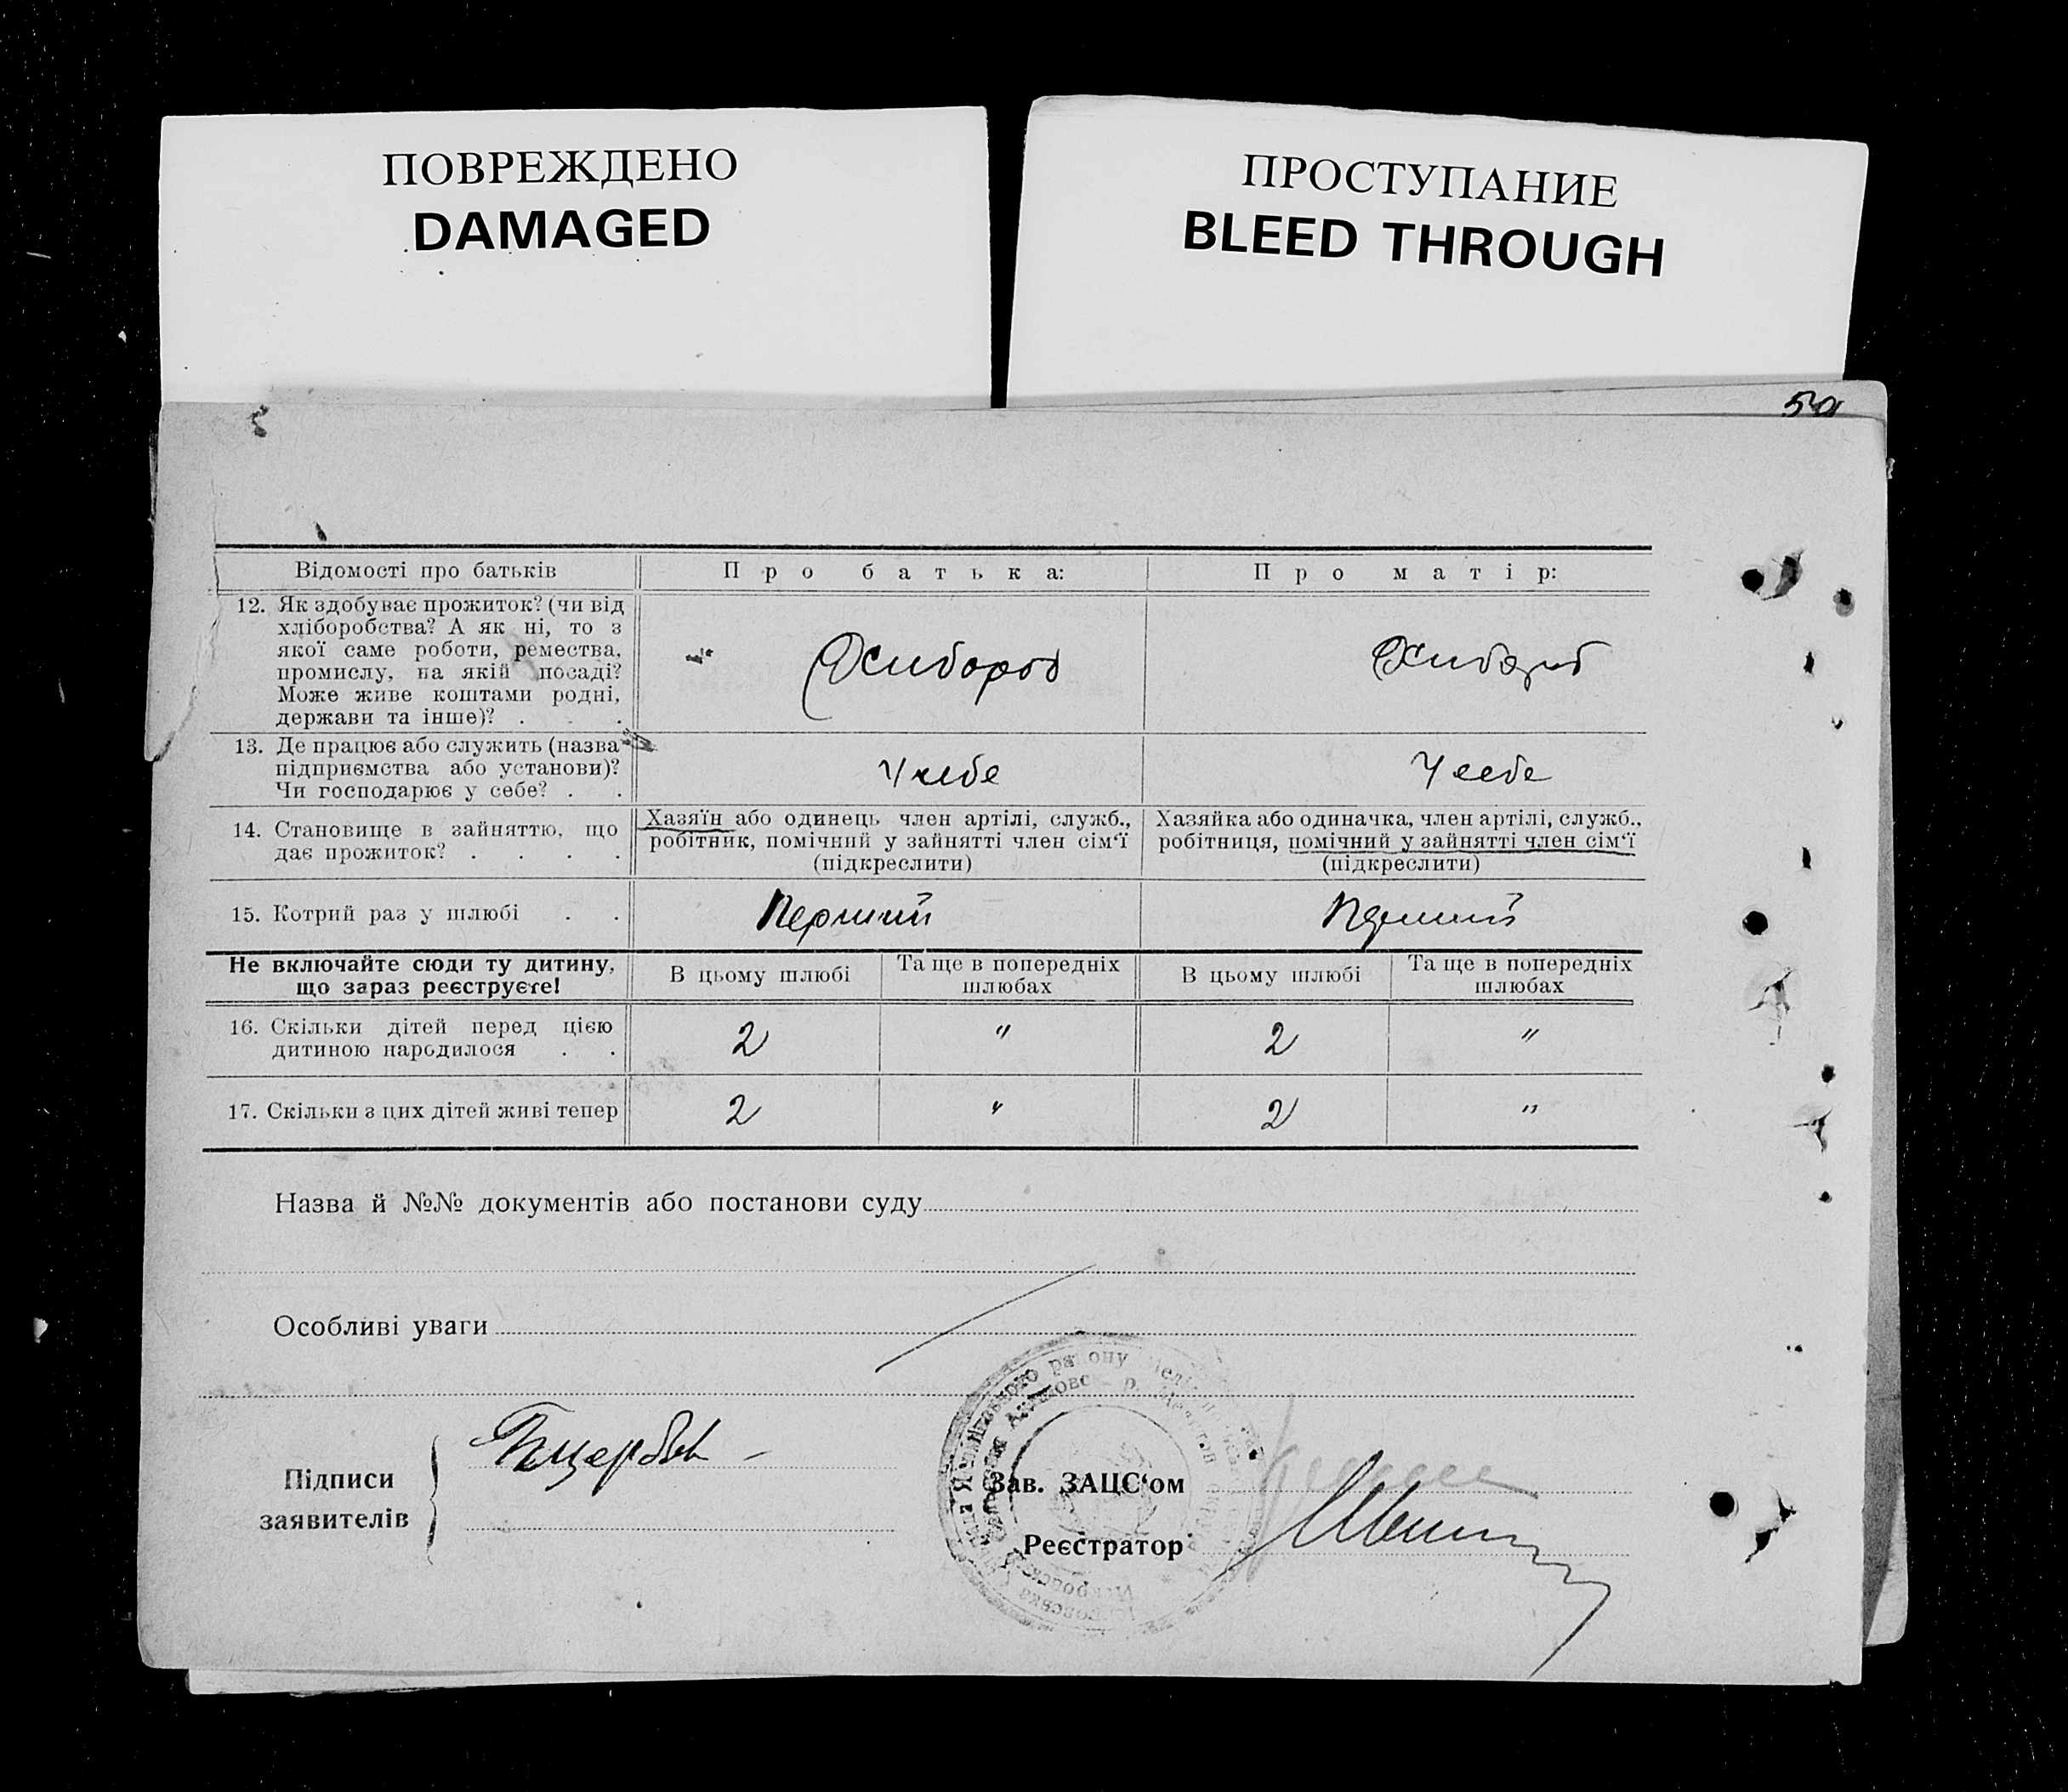 ПОВРЕЖДЕНО
DAMAGED
ПРОСТУПАНИЕ
BLEED THROUGH
Відомості про батьків
Про батька:
Про матір:
12. Як здобуває прожиток? (чи від
хліборобства? А як ні, то з
якої саме роботи, ремества,
промислу, на якій посаді?
Може живе коштами родні,
держави та інше)? . . .
Хлибороб
Хлибороб
13. Де працює або служить (назва
підприємства або установи)?
Чи господарює у себе? . .
У себе
У себе
14. Становище в зайняттю, що
дає прожиток? . . . .
Хазяїн або одинець член артілі, служб.,
робітник, помічний у зайнятті член сім'ї
(підкреслити)
Хазяйка або одиначка, член артілі, служб.,
робітниця, помічний у зайнятті член сім'ї
(підкреслити)
15. Котрий раз у шлюбі . .
Перший
Перший
Не включайте сюди ту дитину,
що зараз реєструєте!
В цьому шлюбі
Та ще в попередніх
шлюбах
В цьому шлюбі
Та ще в попередніх
шлюбах
16. Скільки дітей перед цією
дитиною народилося . .
2
"
2
"
17. Скільки з цих дітей живі тепер
2
"
2
"
Назва й №№ документів або постанови суду
Особливі уваги
Підписи
заявителів
Зав. ЗАЦС'ом
Реєстратор